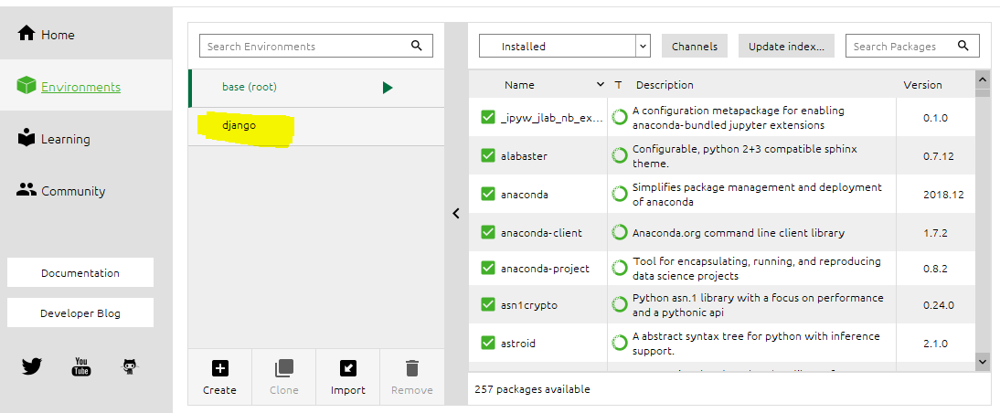 Home
Environments
Learning
Community
Documentation
Developer Blog
You
Tube
Search Environments
base (root)
django
Create
Clone
Import
Remove
Installed
Channels
Update index...
Search Packages
Name
T
Description
Version
_ipyw_jlab_nb_ex...
A configuration metapackage for enabling
anaconda-bundled jupyter extensions
0.1.0
alabaster
Configurable, python 2+3 compatible sphinx
theme.
0.7.12
anaconda
Simplifies package management and deployment
of anaconda
2018.12
anaconda-client
Anaconda.org command line client library
1.7.2
anaconda-project
Tool for encapsulating, running, and reproducing
data science projects
0.8.2
asn1crypto
Python asn.1 library with a focus on performance
and a pythonic api
0.24.0
astroid
A abstract syntax tree for python with inference
support.
2.1.0
257 packages available